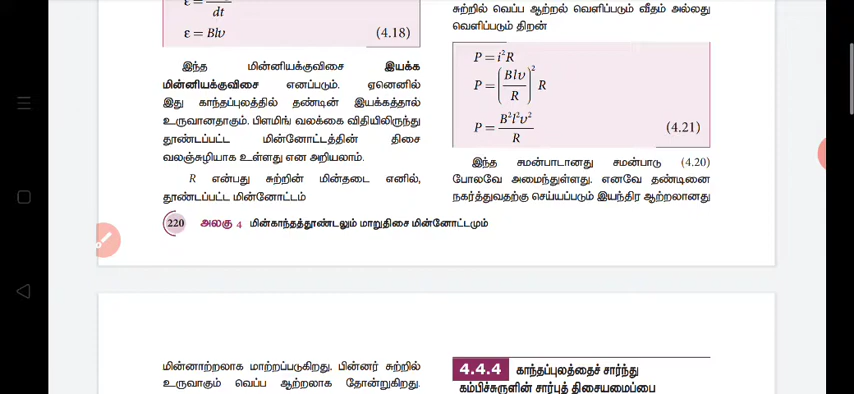 ε =
dt
ε = Blυ (4.18)
இந்த மின்னியக்குவிசை இயக்க
மின்னியக்குவிசை எனப்படும். ஏனெனில்
இது காந்தப்புலத்தில் தண்டின் இயக்கத்தால்
உருவானதாகும். பிளமிங் வலக்கை விதியிலிருந்து
தூண்டப்பட்ட மின்னோட்டத்தின் திசை
வலஞ்சுழியாக உள்ளது என அறியலாம்.
R என்பது சுற்றின் மின்தடை எனில்,
தூண்டப்பட்ட மின்னோட்டம்
சுற்றில் வெப்ப ஆற்றல் வெளிப்படும் வீதம் அல்லது
வெளிப்படும் திறன்
P = i²R
P = (Blυ/R)² R
P = B²l²υ²/R (4.21)
இந்த சமன்பாடானது சமன்பாடு (4.20)
போலவே அமைந்துள்ளது. எனவே தண்டினை
நகர்த்துவதற்கு செய்யப்படும் இயந்திர ஆற்றலானது
220 அலகு 4 மின்காந்தத்தூண்டலும் மாறுதிசை மின்னோட்டமும்
மின்னாற்றலாக மாற்றப்படுகிறது. பின்னர் சுற்றில்
உருவாகும் வெப்ப ஆற்றலாக தோன்றுகிறது.
4.4.4 காந்தப்புலத்தைச் சார்ந்து
கம்பிச்சுருளின் சார்புத் திசையமைப்பை